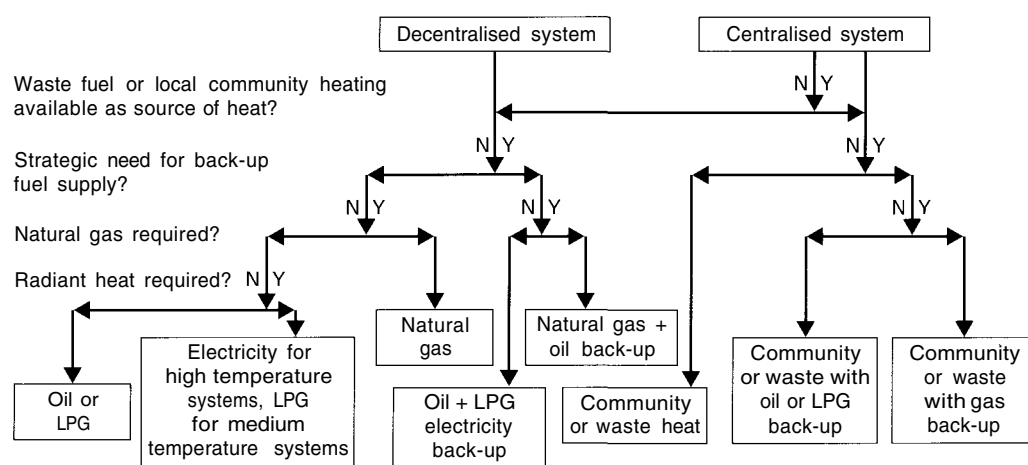 Decentralised system
Centralised system
Waste fuel or local community heating
available as source of heat?
N Y
Strategic need for back-up
fuel supply?
N Y
N Y
Natural gas required?
N Y
N Y
N Y
Radiant heat required?
N Y
Oil or
LPG
Electricity for
high temperature
systems, LPG
for medium
temperature systems
Natural
gas
Oil + LPG
electricity
back-up
Natural gas +
oil back-up
Community
or waste heat
Community
or waste with
oil or LPG
back-up
Community
or waste
with gas
back-up